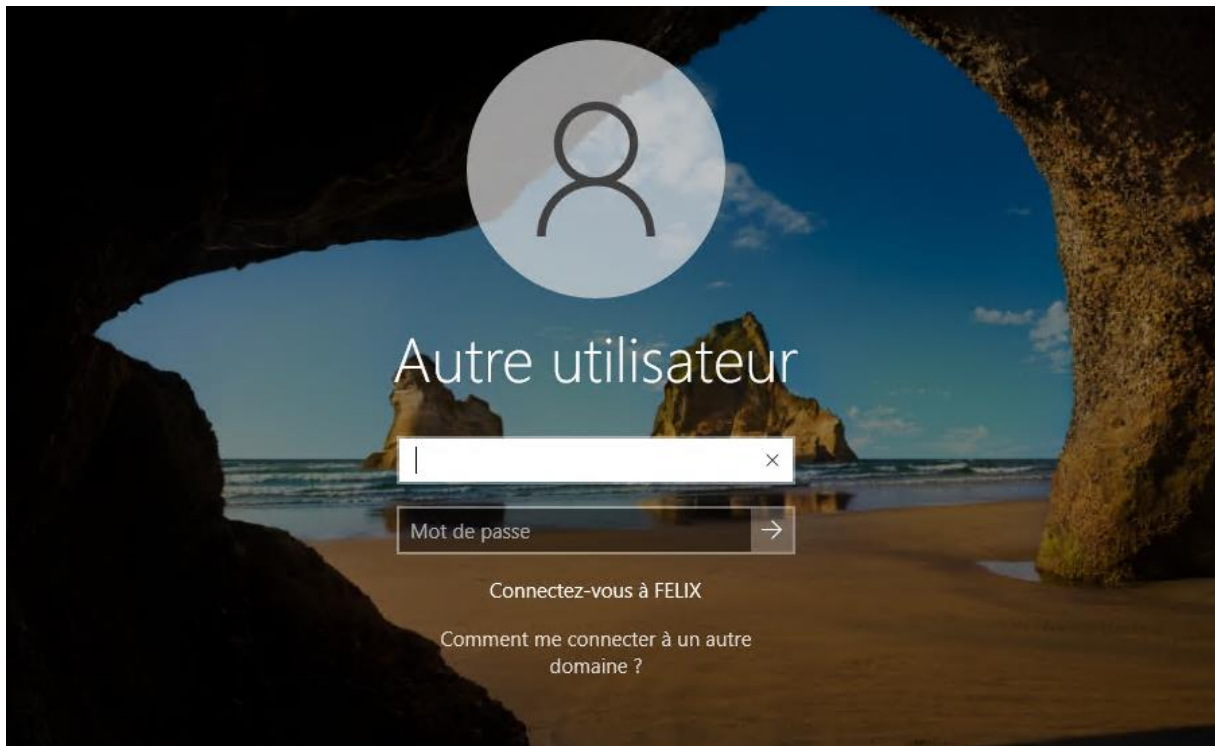 Autre utilisateur
Mot de passe
Connectez-vous à FELIX
Comment me connecter à un autre
domaine ?